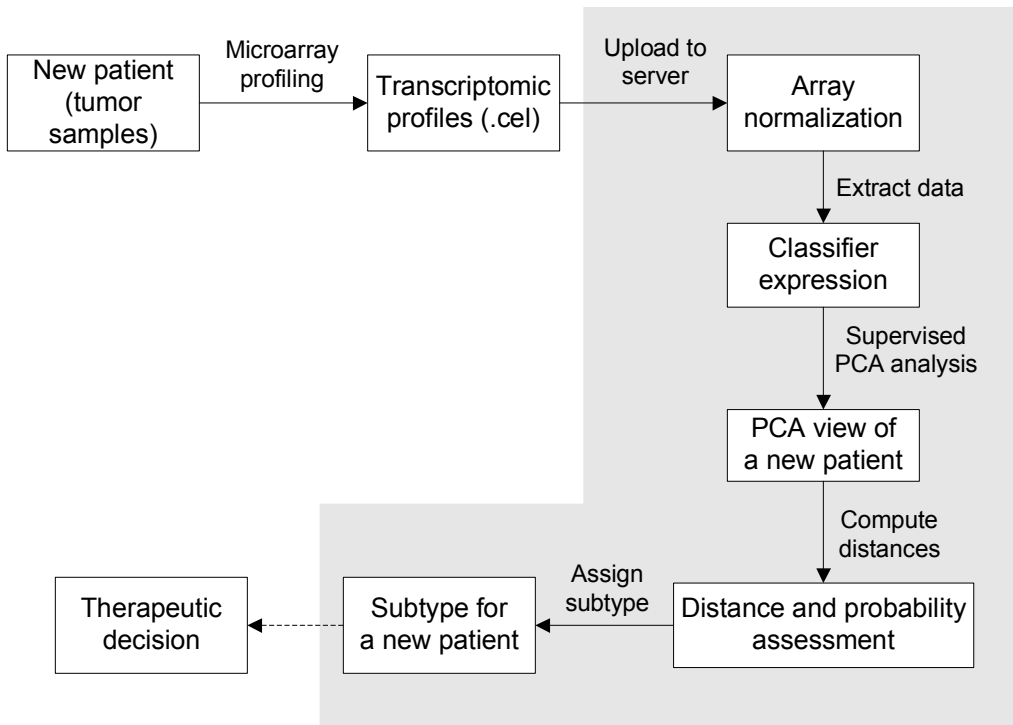 New patient
(tumor
samples)
Microarray
profiling
Transcriptomic
profiles (.cel)
Upload to
server
Array
normalization
Extract data
Classifier
expression
Supervised
PCA analysis
PCA view of
a new patient
Compute
distances
Distance and probability
assessment
Assign
subtype
Subtype for
a new patient
Therapeutic
decision